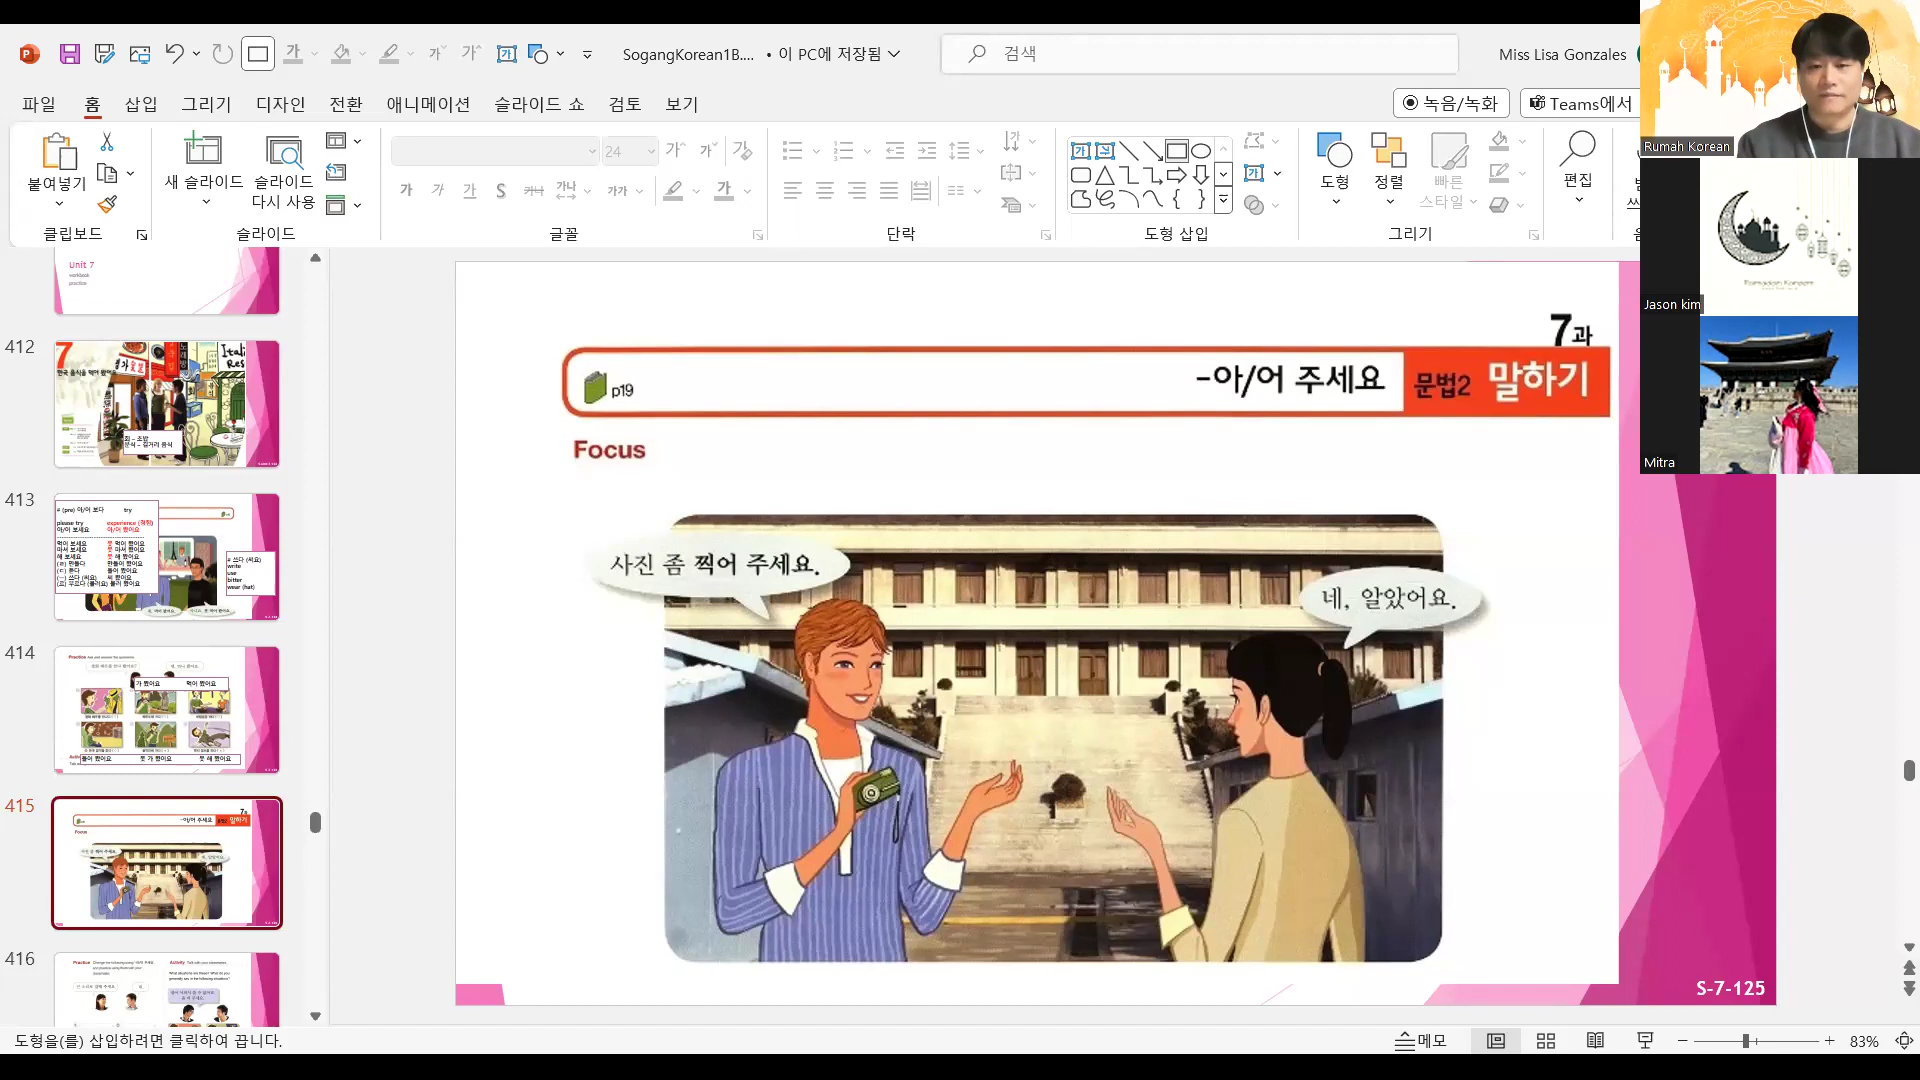 SogangKorean1B.... • 이 PC에 저장됨
검색
Miss Lisa Gonzales
파일 홈 삽입 그리기 디자인 전환 애니메이션 슬라이드 쇼 검토 보기
녹음/녹화
Teams에서
붙여넣기
새 슬라이드
슬라이드
다시 사용
24
도형
정렬
빠른
스타일
편집
클립보드
슬라이드
글꼴
단락
도형 삽입
그리기
Rumah Korean
Jason kim
Mitra
Unit 7
workbook
practice
412
413
414
415
416
7과
p19
-아/어 주세요
문법2
말하기
Focus
사진 좀 찍어 주세요.
네, 알았어요.
S-7-125
도형을(를) 삽입하려면 클릭하여 끕니다.
메모
83%